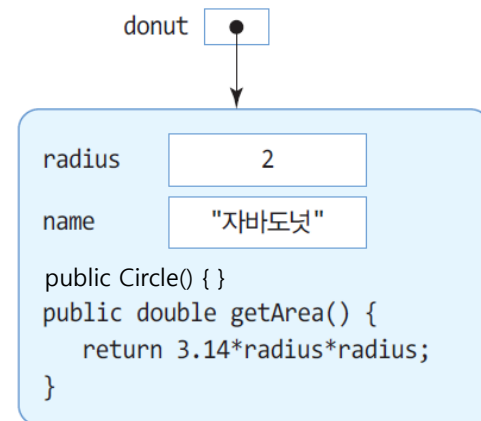 donut
radius 2
name "자바도넛"
public Circle() { }
public double getArea() {
return 3.14*radius*radius;
}